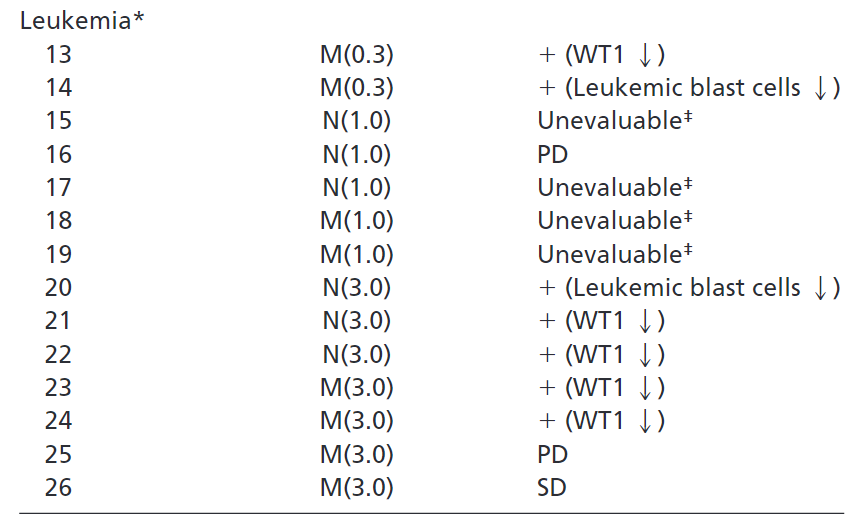 Leukemia*
13 M(0.3) + (WT1 ↓)
14 M(0.3) + (Leukemic blast cells ↓)
15 N(1.0) Unevaluable‡
16 N(1.0) PD
17 N(1.0) Unevaluable‡
18 M(1.0) Unevaluable‡
19 M(1.0) Unevaluable‡
20 N(3.0) + (Leukemic blast cells ↓)
21 N(3.0) + (WT1 ↓)
22 N(3.0) + (WT1 ↓)
23 M(3.0) + (WT1 ↓)
24 M(3.0) + (WT1 ↓)
25 M(3.0) PD
26 M(3.0) SD